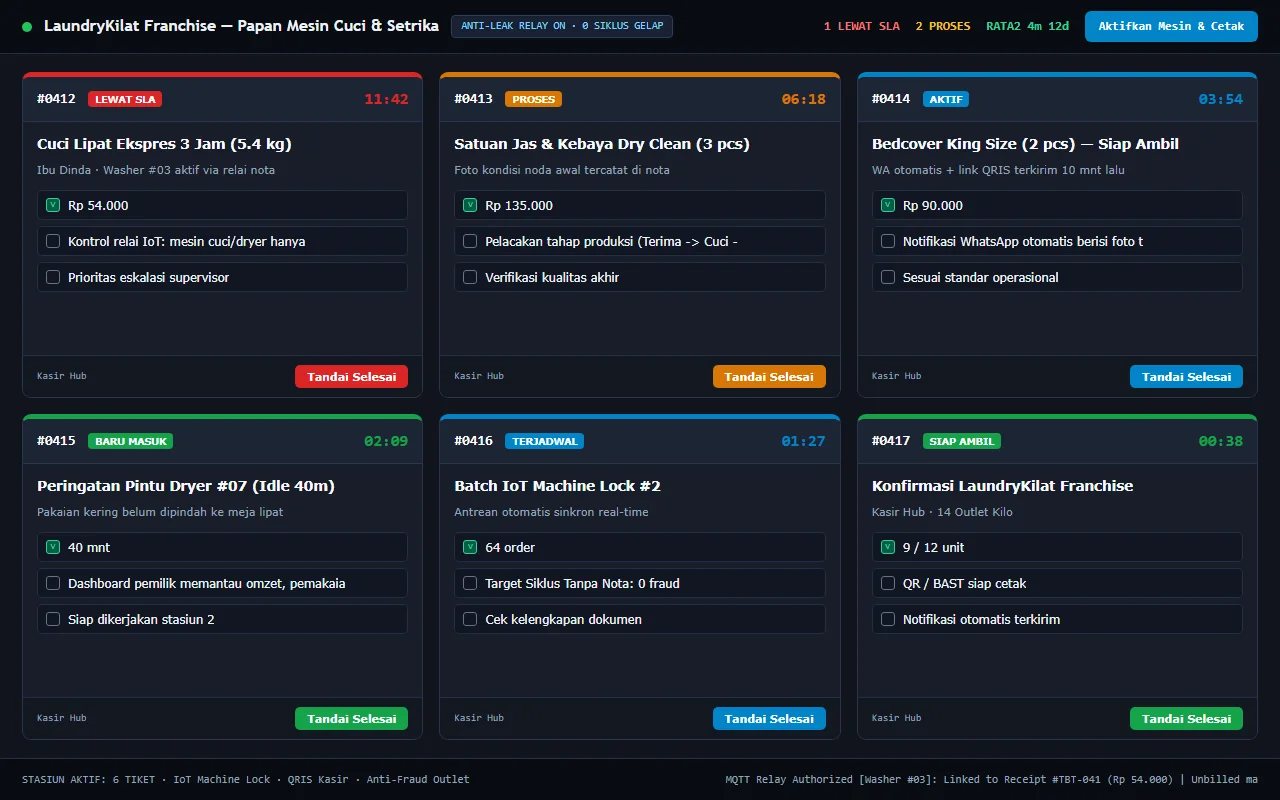 LaundryKilat Franchise — Papan Mesin Cuci & Setrika
ANTI-LEAK RELAY ON · 0 SIKLUS GELAP
1 LEWAT SLA
2 PROSES
RATA2 4m 12d
Aktifkan Mesin & Cetak
#0412
LEWAT SLA
11:42
Cuci Lipat Ekspres 3 Jam (5.4 kg)
Ibu Dinda · Washer #03 aktif via relai nota
V Rp 54.000
Kontrol relai IoT: mesin cuci/dryer hanya
Prioritas eskalasi supervisor
Kasir Hub
Tandai Selesai
#0413
PROSES
06:18
Satuan Jas & Kebaya Dry Clean (3 pcs)
Foto kondisi noda awal tercatat di nota
V Rp 135.000
Pelacakan tahap produksi (Terima -> Cuci -
Verifikasi kualitas akhir
Kasir Hub
Tandai Selesai
#0414
AKTIF
03:54
Bedcover King Size (2 pcs) — Siap Ambil
WA otomatis + link QRIS terkirim 10 mnt lalu
V Rp 90.000
Notifikasi WhatsApp otomatis berisi foto t
Sesuai standar operasional
Kasir Hub
Tandai Selesai
#0415
BARU MASUK
02:09
Peringatan Pintu Dryer #07 (Idle 40m)
Pakaian kering belum dipindah ke meja lipat
V 40 mnt
Dashboard pemilik memantau omzet, pemakaia
Siap dikerjakan stasiun 2
Kasir Hub
Tandai Selesai
#0416
TERJADWAL
01:27
Batch IoT Machine Lock #2
Antrean otomatis sinkron real-time
V 64 order
Target Siklus Tanpa Nota: 0 fraud
Cek kelengkapan dokumen
Kasir Hub
Tandai Selesai
#0417
SIAP AMBIL
00:38
Konfirmasi LaundryKilat Franchise
Kasir Hub · 14 Outlet Kilo
V 9 / 12 unit
QR / BAST siap cetak
Notifikasi otomatis terkirim
Kasir Hub
Tandai Selesai
STASIUN AKTIF: 6 TIKET · IoT Machine Lock · QRIS Kasir · Anti-Fraud Outlet
MQTT Relay Authorized [Washer #03]: Linked to Receipt #TBT-041 (Rp 54.000) | Unbilled ma